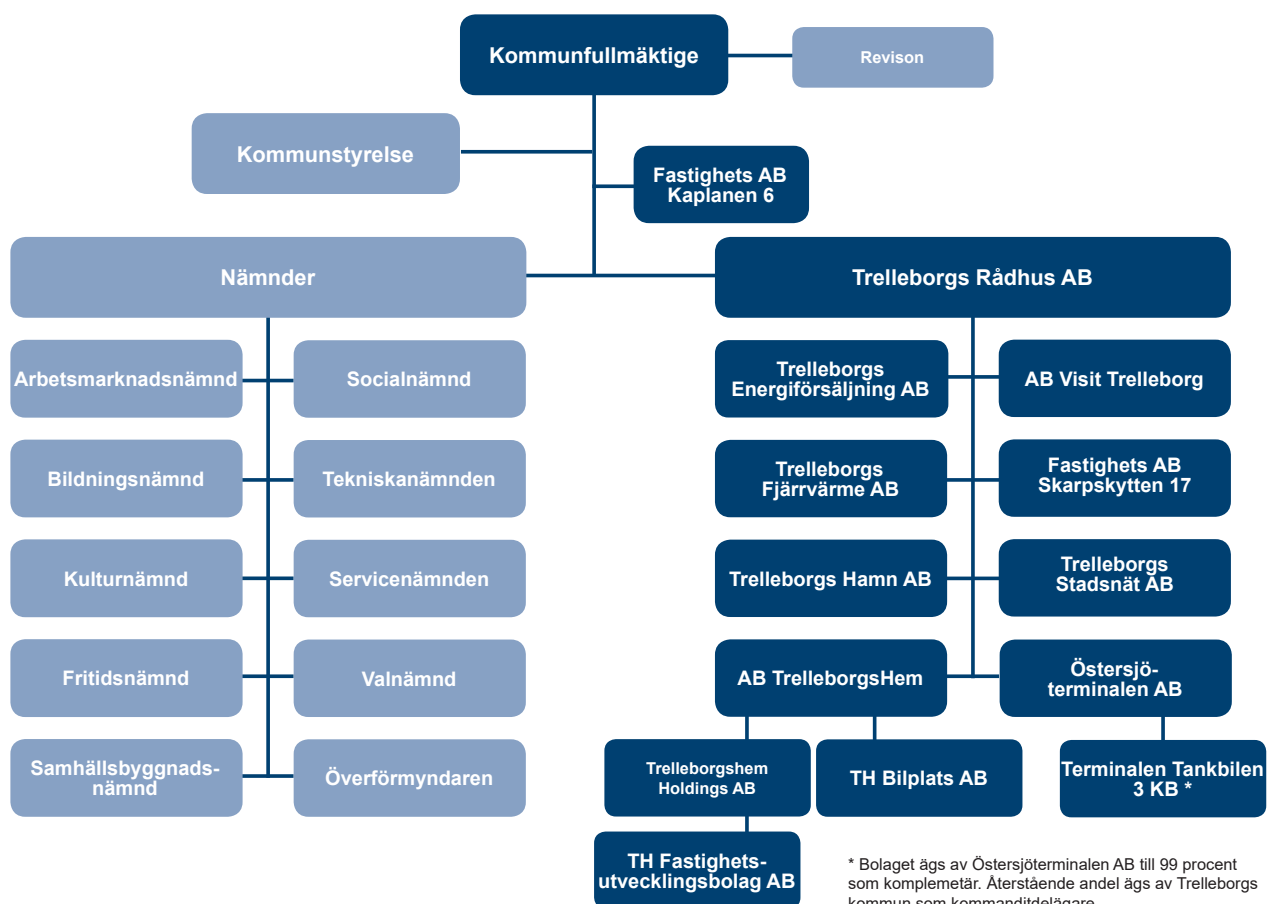 Kommunfullmäktige
Revison
Kommunstyrelse
Fastighets AB
Kaplanen 6
Nämnder
Trelleborgs Rådhus AB
Arbetsmarknadsnämnd
Socialnämnd
Trelleborgs
Energiförsäljning AB
AB Visit Trelleborg
Bildningsnämnd
Tekniskanämnden
Trelleborgs
Fjärrvärme AB
Fastighets AB
Skarpskytten 17
Kulturnämnd
Servicenämnden
Trelleborgs Hamn AB
Trelleborgs
Stadsnät AB
Fritidsnämnd
Valnämnd
AB TrelleborgsHem
Östersjö-
terminalen AB
Samhällsbyggnads-
nämnd
Överförmyndaren
Trelleborgshem
Holdings AB
TH Bilplats AB
Terminalen Tankbilen
3 KB *
TH Fastighets-
utvecklingsbolag AB
* Bolaget ägs av Östersjöterminalen AB till 99 procent
som komplemetär. Återstående andel ägs av Trelleborgs
kommun som kommanditdelägare